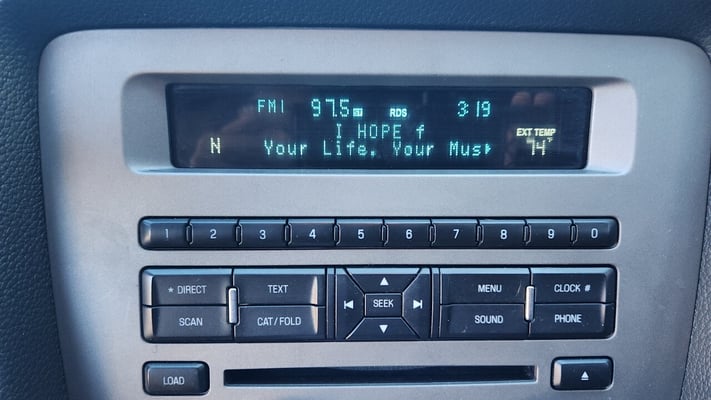 FM1 97.5 ST RDS 3:19
I HOPE f
N Your Life. Your Mus
EXT TEMP
74°F
1 2 3 4 5 6 7 8 9 0
* DIRECT TEXT MENU CLOCK #
SEEK
SCAN CAT/FOLD SOUND PHONE
LOAD